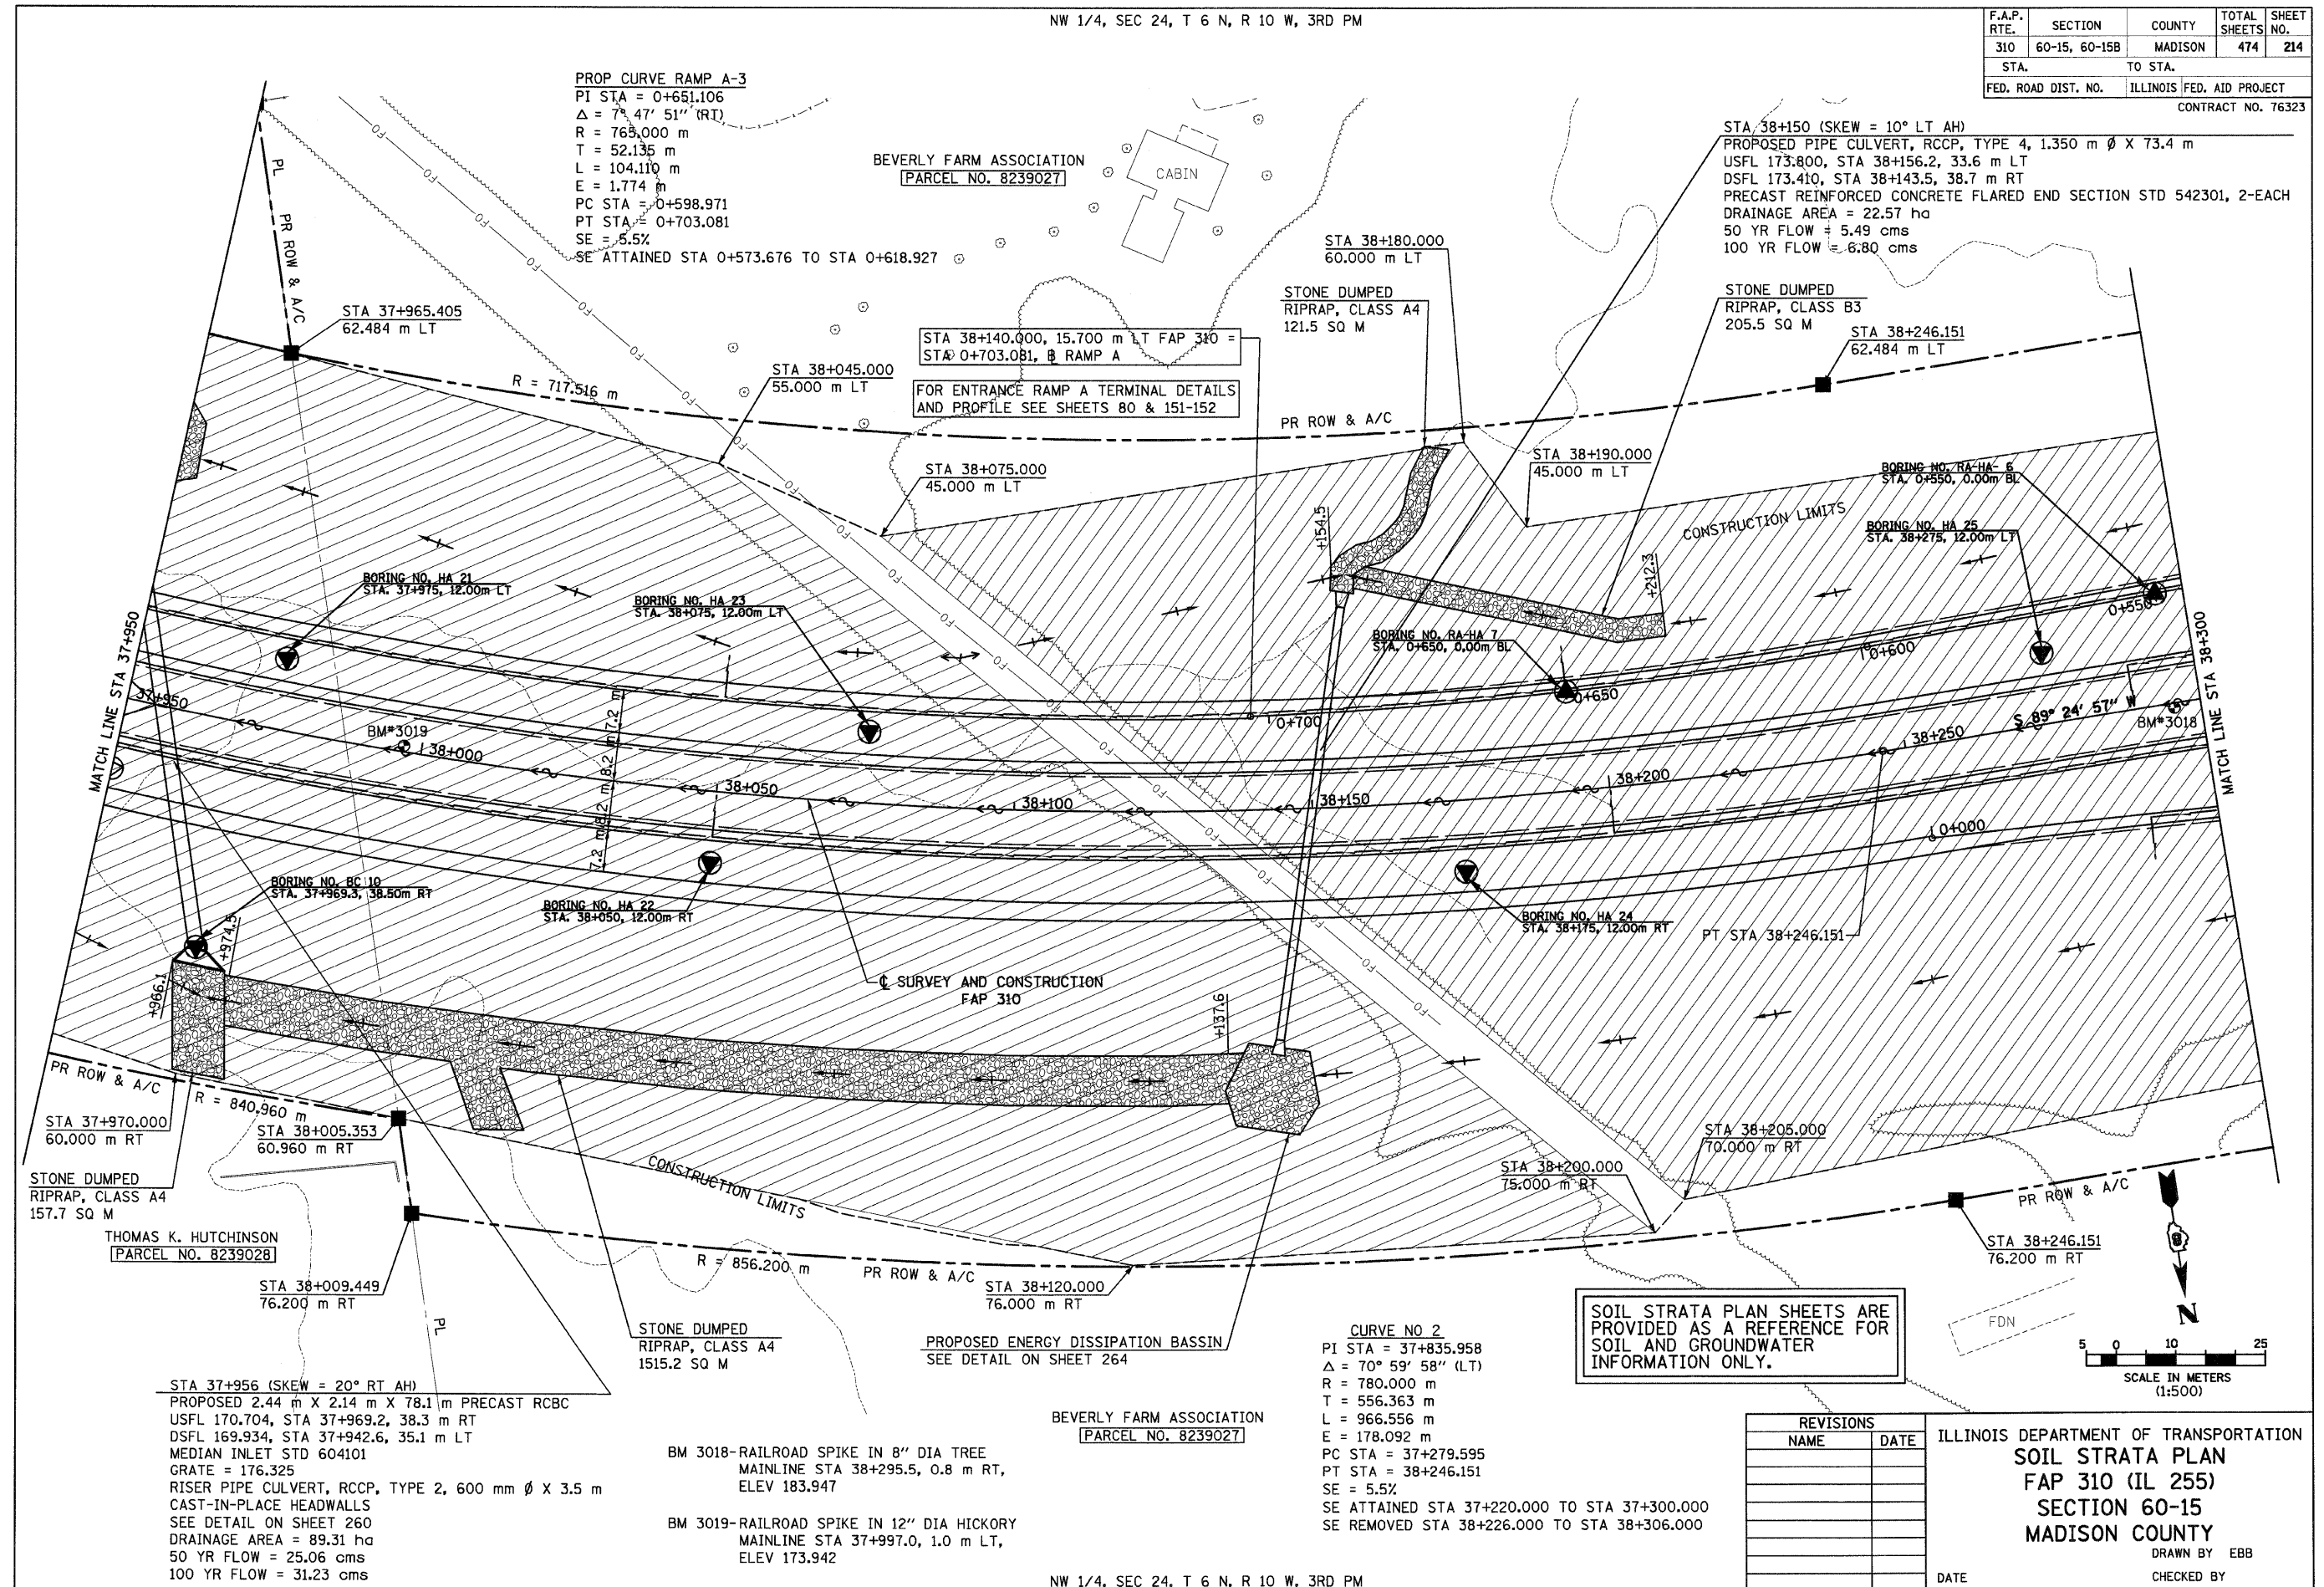 NW 1/4, SEC 24, T 6 N, R 10 W, 3RD PM
F.A.P. RTE. SECTION COUNTY TOTAL SHEETS SHEET NO.
310 60-15, 60-15B MADISON 474 214
STA. TO STA.
FED. ROAD DIST. NO. ILLINOIS FED. AID PROJECT
CONTRACT NO. 76323
PROP CURVE RAMP A-3
PI STA = 0+651.106
Δ = 7° 47' 51" (RT)
R = 765.000 m
T = 52.135 m
L = 104.110 m
E = 1.774 m
PC STA = 0+598.971
PT STA = 0+703.081
SE = 5.5%
SE ATTAINED STA 0+573.676 TO STA 0+618.927
BEVERLY FARM ASSOCIATION
PARCEL NO. 8239027
CABIN
STA 38+150 (SKEW = 10° LT AH)
PROPOSED PIPE CULVERT, RCCP, TYPE 4, 1.350 m Ø X 73.4 m
USFL 173.800, STA 38+156.2, 33.6 m LT
DSFL 173.410, STA 38+143.5, 38.7 m RT
PRECAST REINFORCED CONCRETE FLARED END SECTION STD 542301, 2-EACH
DRAINAGE AREA = 22.57 ha
50 YR FLOW = 5.49 cms
100 YR FLOW = 6.80 cms
PL
PR ROW & A/C
FO
STA 37+965.405
62.484 m LT
R = 717.516 m
STA 38+045.000
55.000 m LT
STA 38+140.000, 15.700 m LT FAP 310 =
STA 0+703.081, ℄ RAMP A
FOR ENTRANCE RAMP A TERMINAL DETAILS
AND PROFILE SEE SHEETS 80 & 151-152
STA 38+075.000
45.000 m LT
STA 38+180.000
60.000 m LT
STONE DUMPED
RIPRAP, CLASS A4
121.5 SQ M
STONE DUMPED
RIPRAP, CLASS B3
205.5 SQ M
STA 38+246.151
62.484 m LT
PR ROW & A/C
STA 38+190.000
45.000 m LT
CONSTRUCTION LIMITS
BORING NO. RA-HA- 6
STA. 0+550, 0.00m BL
BORING NO. HA 25
STA. 38+275, 12.00m LT
+154.5
+212.3
BORING NO. HA 21
STA. 37+975, 12.00m LT
BORING NO. HA 23
STA. 38+075, 12.00m LT
BORING NO. RA-HA 7
STA. 0+650, 0.00m BL
0+550
0+600
0+650
0+700
MATCH LINE STA 37+950
MATCH LINE STA 38+300
37+950
BM#3019
38+000
7.2 m 8.2 m 8.2 m 7.2 m
38+050
38+100
38+150
38+200
38+250
S 89° 24' 57" W
BM#3018
0+000
BORING NO. BC 10
STA. 37+969.3, 38.50m RT
BORING NO. HA 22
STA. 38+050, 12.00m RT
BORING NO. HA 24
STA. 38+175, 12.00m RT
PT STA 38+246.151
℄ SURVEY AND CONSTRUCTION
FAP 310
+966.1
+974.5
+137.6
PR ROW & A/C
R = 840.960 m
STA 37+970.000
60.000 m RT
STA 38+005.353
60.960 m RT
STONE DUMPED
RIPRAP, CLASS A4
157.7 SQ M
THOMAS K. HUTCHINSON
PARCEL NO. 8239028
STA 38+009.449
76.200 m RT
PL
CONSTRUCTION LIMITS
R = 856.200 m
PR ROW & A/C
STA 38+120.000
76.000 m RT
STA 38+200.000
75.000 m RT
STA 38+205.000
70.000 m RT
PR ROW & A/C
STA 38+246.151
76.200 m RT
STONE DUMPED
RIPRAP, CLASS A4
1515.2 SQ M
PROPOSED ENERGY DISSIPATION BASSIN
SEE DETAIL ON SHEET 264
N
FDN
5 0 10 25
SCALE IN METERS
(1:500)
SOIL STRATA PLAN SHEETS ARE
PROVIDED AS A REFERENCE FOR
SOIL AND GROUNDWATER
INFORMATION ONLY.
STA 37+956 (SKEW = 20° RT AH)
PROPOSED 2.44 m X 2.14 m X 78.1 m PRECAST RCBC
USFL 170.704, STA 37+969.2, 38.3 m RT
DSFL 169.934, STA 37+942.6, 35.1 m LT
MEDIAN INLET STD 604101
GRATE = 176.325
RISER PIPE CULVERT, RCCP, TYPE 2, 600 mm Ø X 3.5 m
CAST-IN-PLACE HEADWALLS
SEE DETAIL ON SHEET 260
DRAINAGE AREA = 89.31 ha
50 YR FLOW = 25.06 cms
100 YR FLOW = 31.23 cms
BM 3018-RAILROAD SPIKE IN 8" DIA TREE
MAINLINE STA 38+295.5, 0.8 m RT,
ELEV 183.947
BM 3019-RAILROAD SPIKE IN 12" DIA HICKORY
MAINLINE STA 37+997.0, 1.0 m LT,
ELEV 173.942
BEVERLY FARM ASSOCIATION
PARCEL NO. 8239027
CURVE NO 2
PI STA = 37+835.958
Δ = 70° 59' 58" (LT)
R = 780.000 m
T = 556.363 m
L = 966.556 m
E = 178.092 m
PC STA = 37+279.595
PT STA = 38+246.151
SE = 5.5%
SE ATTAINED STA 37+220.000 TO STA 37+300.000
SE REMOVED STA 38+226.000 TO STA 38+306.000
REVISIONS
NAME DATE
ILLINOIS DEPARTMENT OF TRANSPORTATION
SOIL STRATA PLAN
FAP 310 (IL 255)
SECTION 60-15
MADISON COUNTY
DRAWN BY EBB
DATE CHECKED BY
NW 1/4, SEC 24, T 6 N, R 10 W, 3RD PM